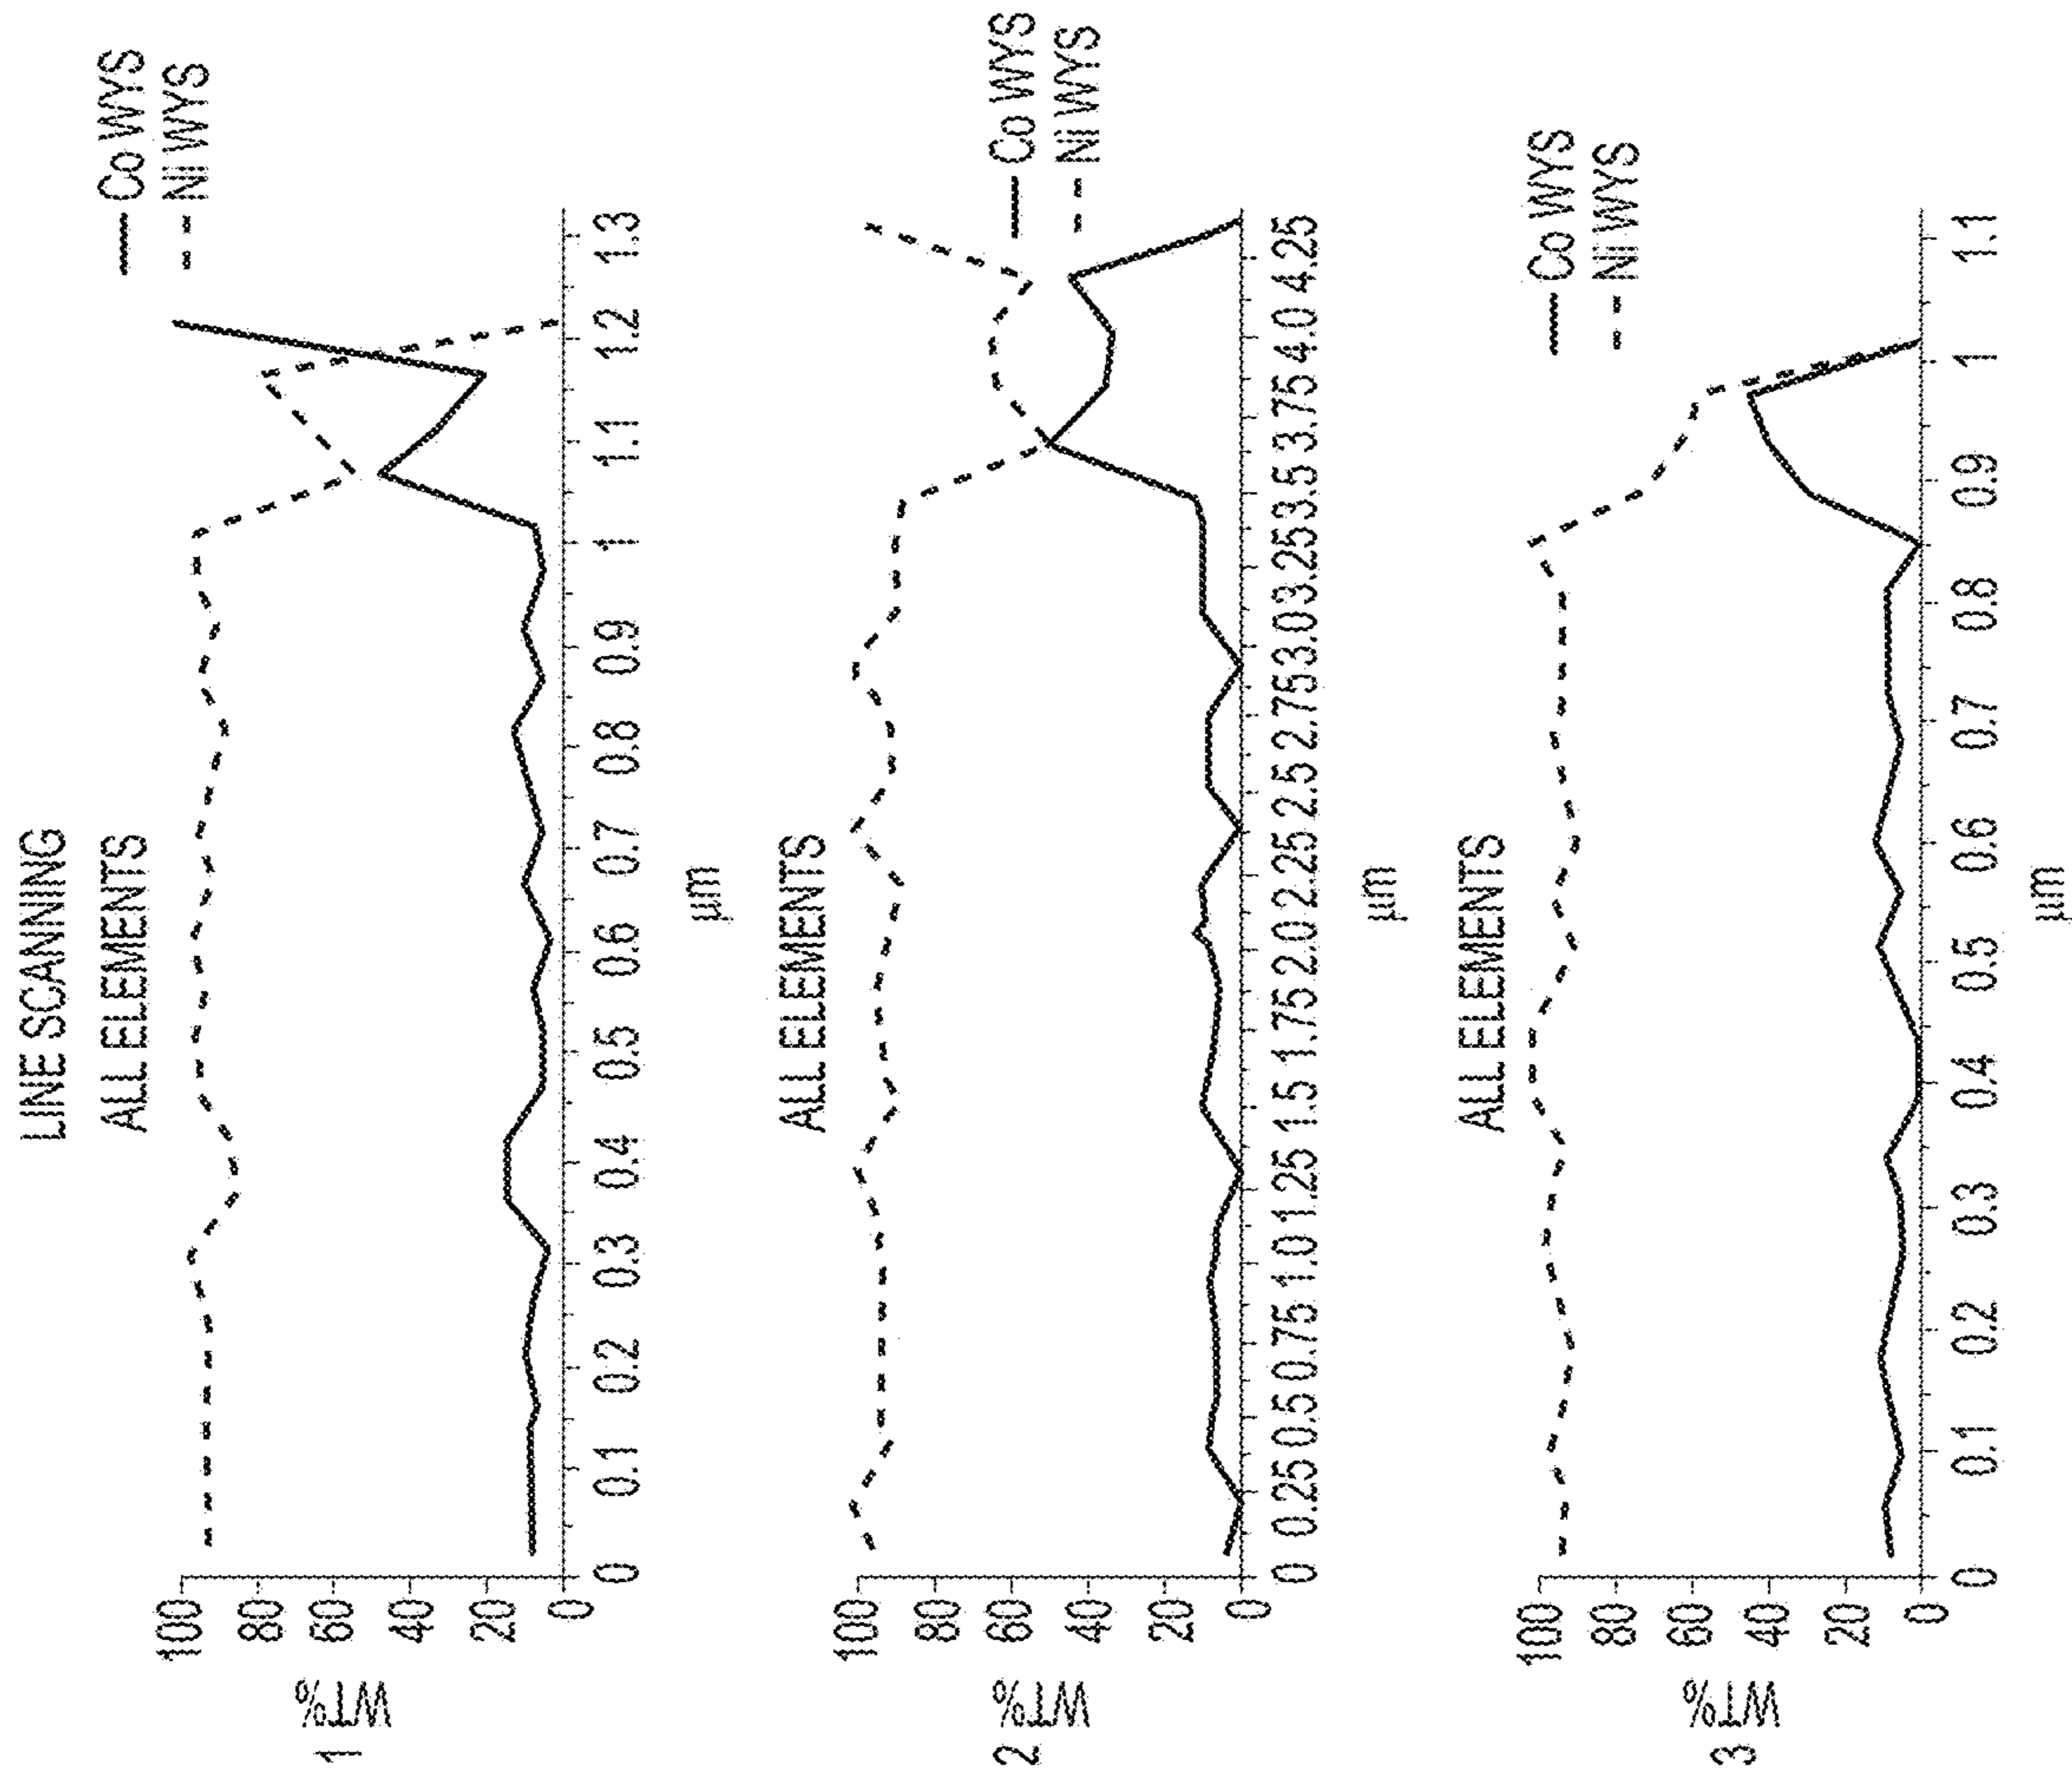 LINE SCANNING
ALL ELEMENTS
Co WYS
Ni WYS
100
80
60
40
20
0
1 WT%
0 0.1 0.2 0.3 0.4 0.5 0.6 0.7 0.8 0.9 1 1.1 1.2 1.3
µm
ALL ELEMENTS
Co WYS
Ni WYS
100
80
60
40
20
0
2 WT%
0 0.25 0.5 0.75 1.0 1.25 1.5 1.75 2.0 2.25 2.5 2.75 3.0 3.25 3.5 3.75 4.0 4.25
µm
ALL ELEMENTS
Co WYS
Ni WYS
100
80
60
40
20
0
3 WT%
0 0.1 0.2 0.3 0.4 0.5 0.6 0.7 0.8 0.9 1 1.1
µm